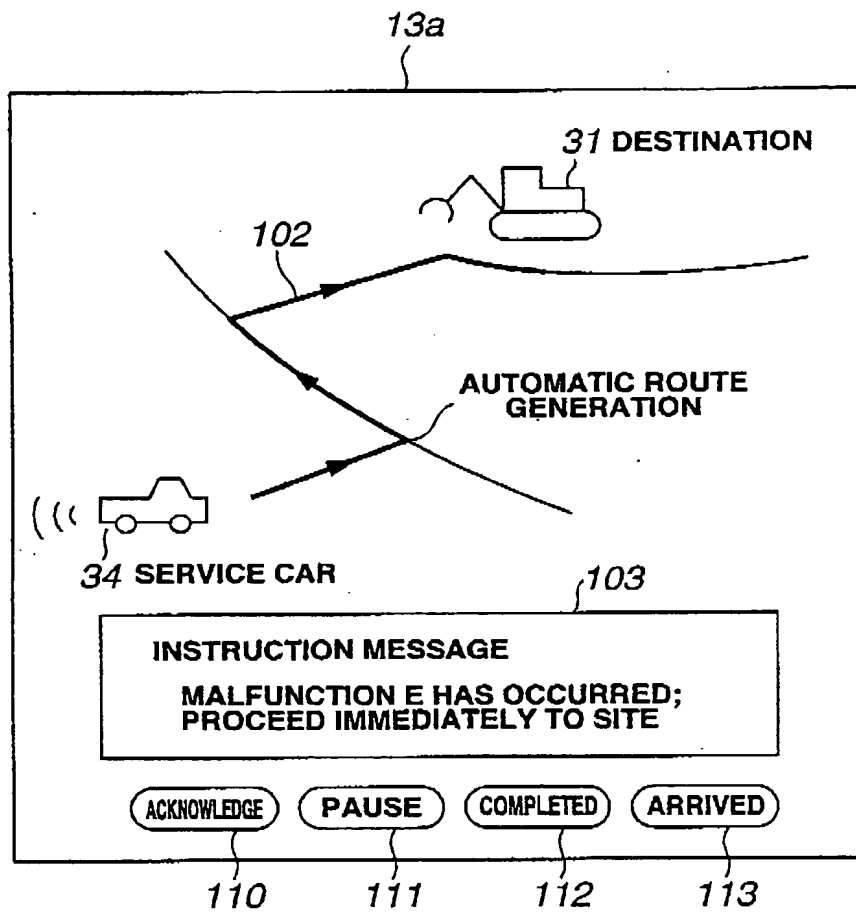 13a
31 DESTINATION
102
AUTOMATIC ROUTE
GENERATION
34 SERVICE CAR
103
INSTRUCTION MESSAGE
MALFUNCTION E HAS OCCURRED;
PROCEED IMMEDIATELY TO SITE
ACKNOWLEDGE PAUSE COMPLETED ARRIVED
110 111 112 113